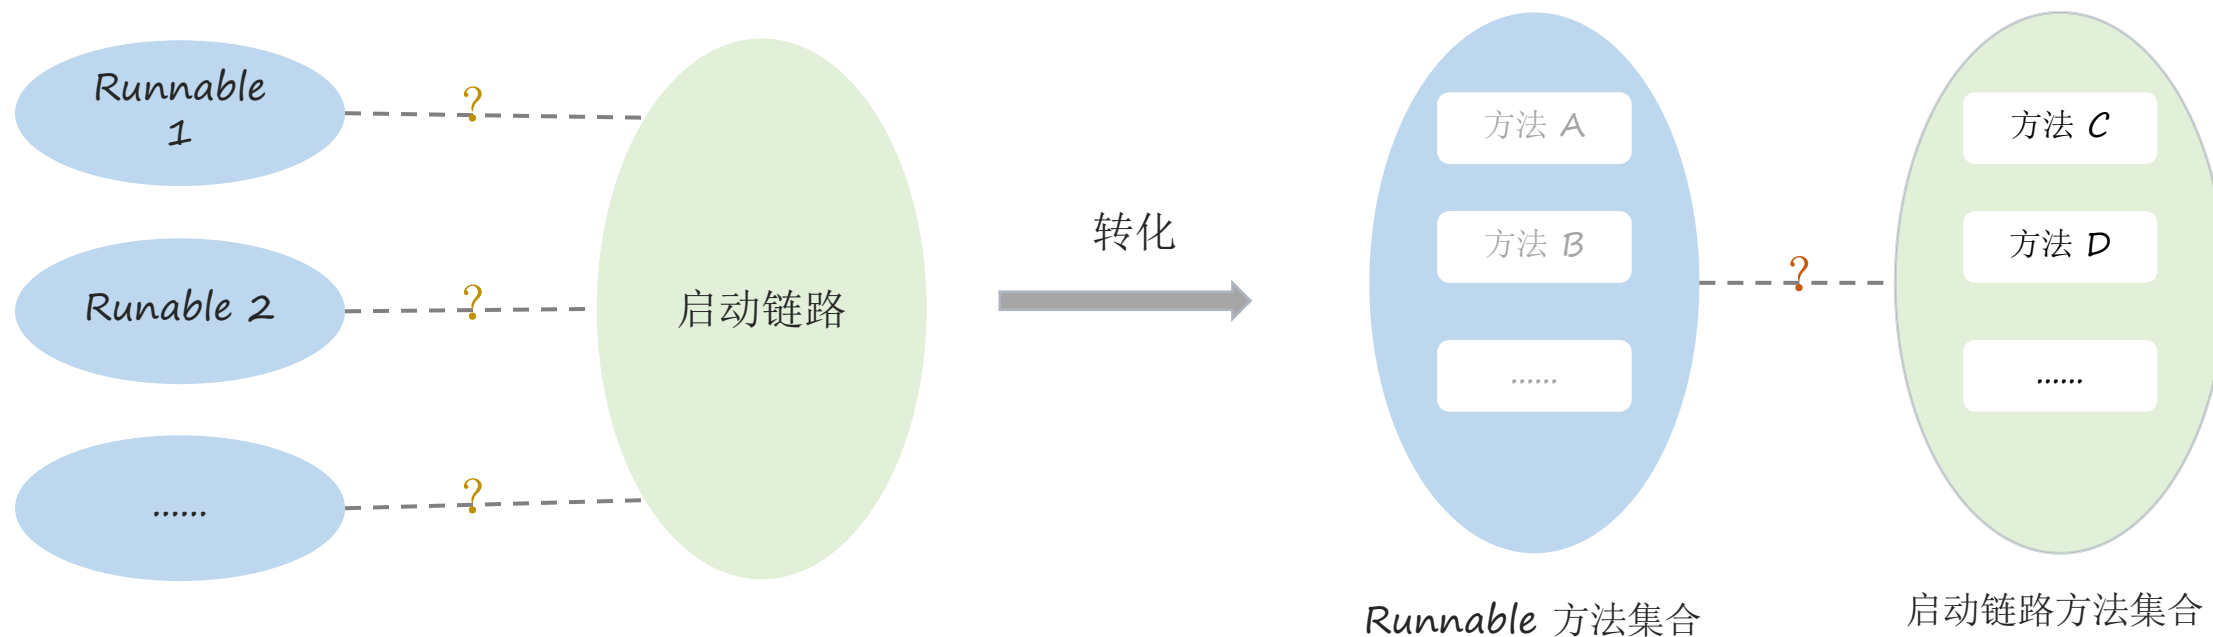 Runnable
1
?
Runable 2
?
......
?
启动链路
转化
方法 A
方法 B
......
Runnable 方法集合
?
方法 C
方法 D
......
启动链路方法集合